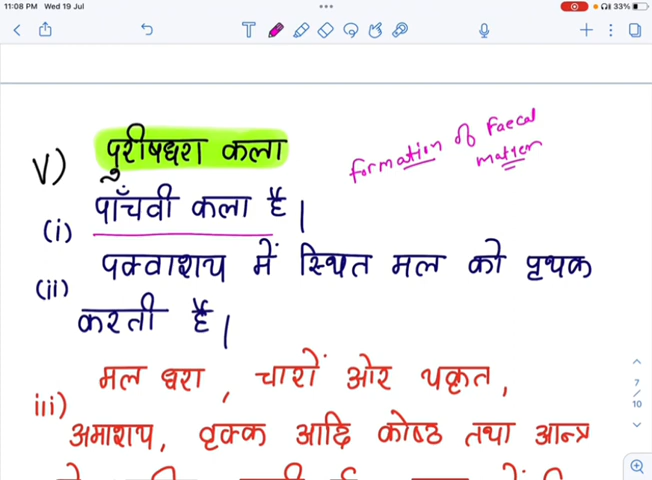 11:08 PM Wed 19 Jul
33%
V) पुरीषधरा कला
formation of Faecal
matter
(i) पाँचवी कला है।
(ii) पक्वाशय में स्थित मल को पृथक
करती है।
iii) मल धरा, चारों ओर यकृत,
अमाशय, वृक्क आदि कोष्ठ तथा आन्त्र
7
/
10